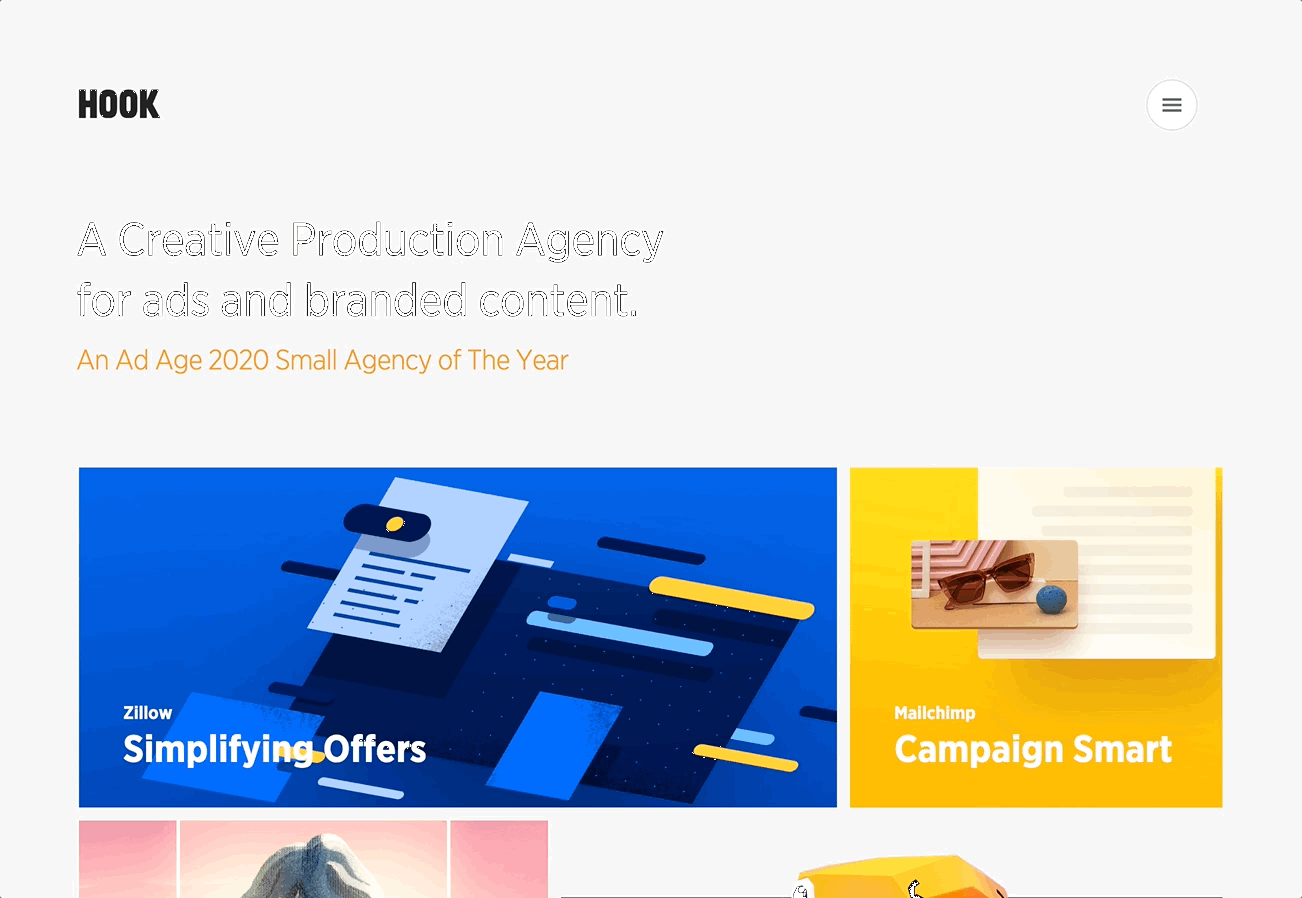 HOOK
A Creative Production Agency
for ads and branded content.
An Ad Age 2020 Small Agency of The Year
Zillow
Simplifying Offers
Mailchimp
Campaign Smart